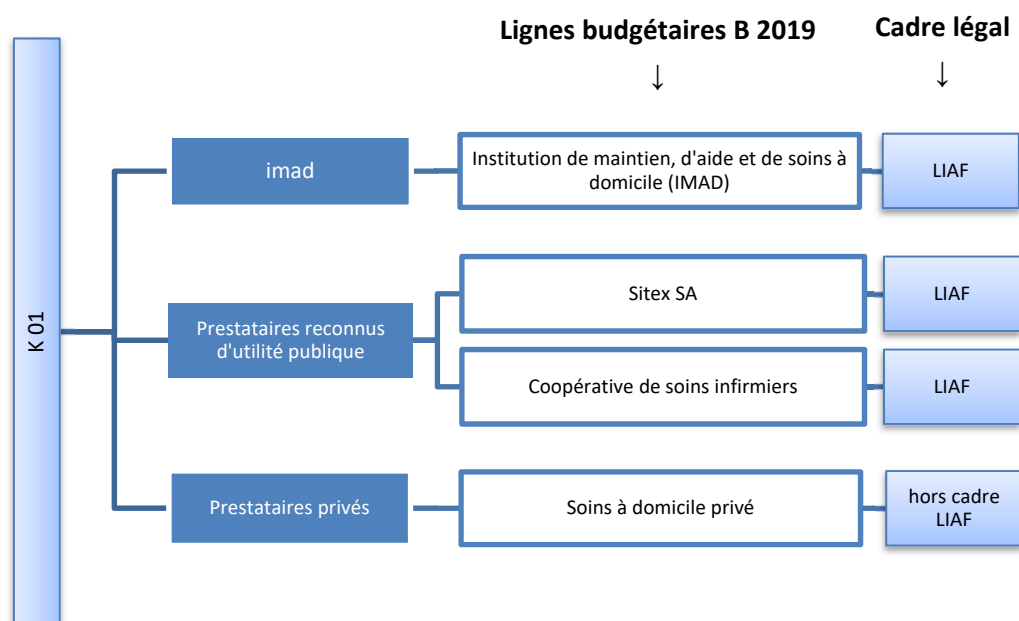 Lignes budgétaires B 2019
Cadre légal
↓
↓
K 01
imad
Institution de maintien, d'aide et de soins à
domicile (IMAD)
LIAF
Prestataires reconnus
d'utilité publique
Sitex SA
LIAF
Coopérative de soins infirmiers
LIAF
Prestataires privés
Soins à domicile privé
hors cadre
LIAF